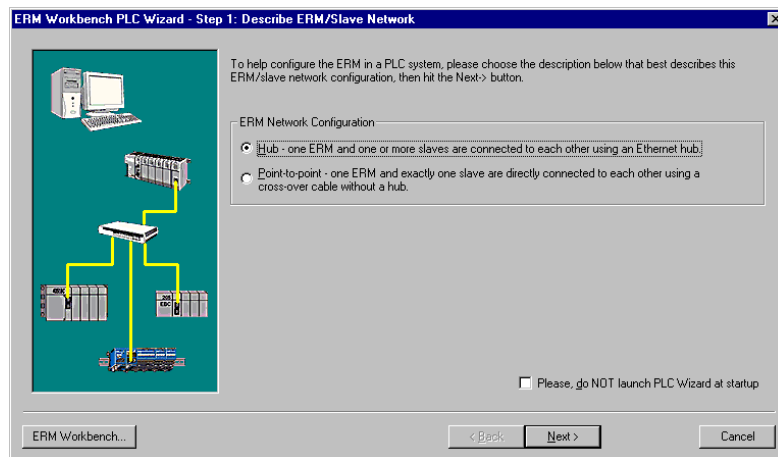 ERM Workbench PLC Wizard - Step 1: Describe ERM/Slave Network
To help configure the ERM in a PLC system, please choose the description below that best describes this
ERM/slave network configuration, then hit the Next-> button.
ERM Network Configuration
Hub - one ERM and one or more slaves are connected to each other using an Ethernet hub.
Point-to-point - one ERM and exactly one slave are directly connected to each other using a
cross-over cable without a hub.
205
EBC
Please, do NOT launch PLC Wizard at startup
ERM Workbench...
< Back
Next >
Cancel